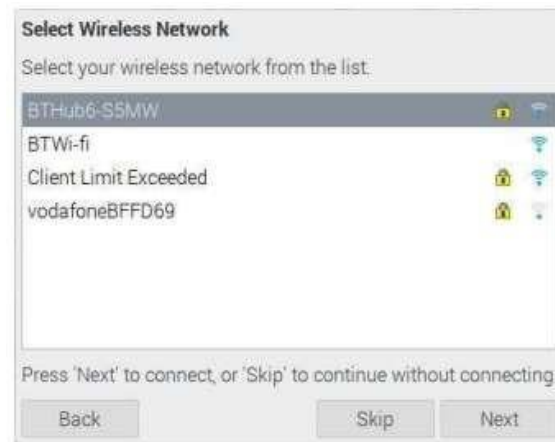 Select Wireless Network
Select your wireless network from the list.
BTHub6-S5MW
BTWi-fi
Client Limit Exceeded
vodafoneBFFD69
Press 'Next' to connect, or 'Skip' to continue without connecting
Back Skip Next